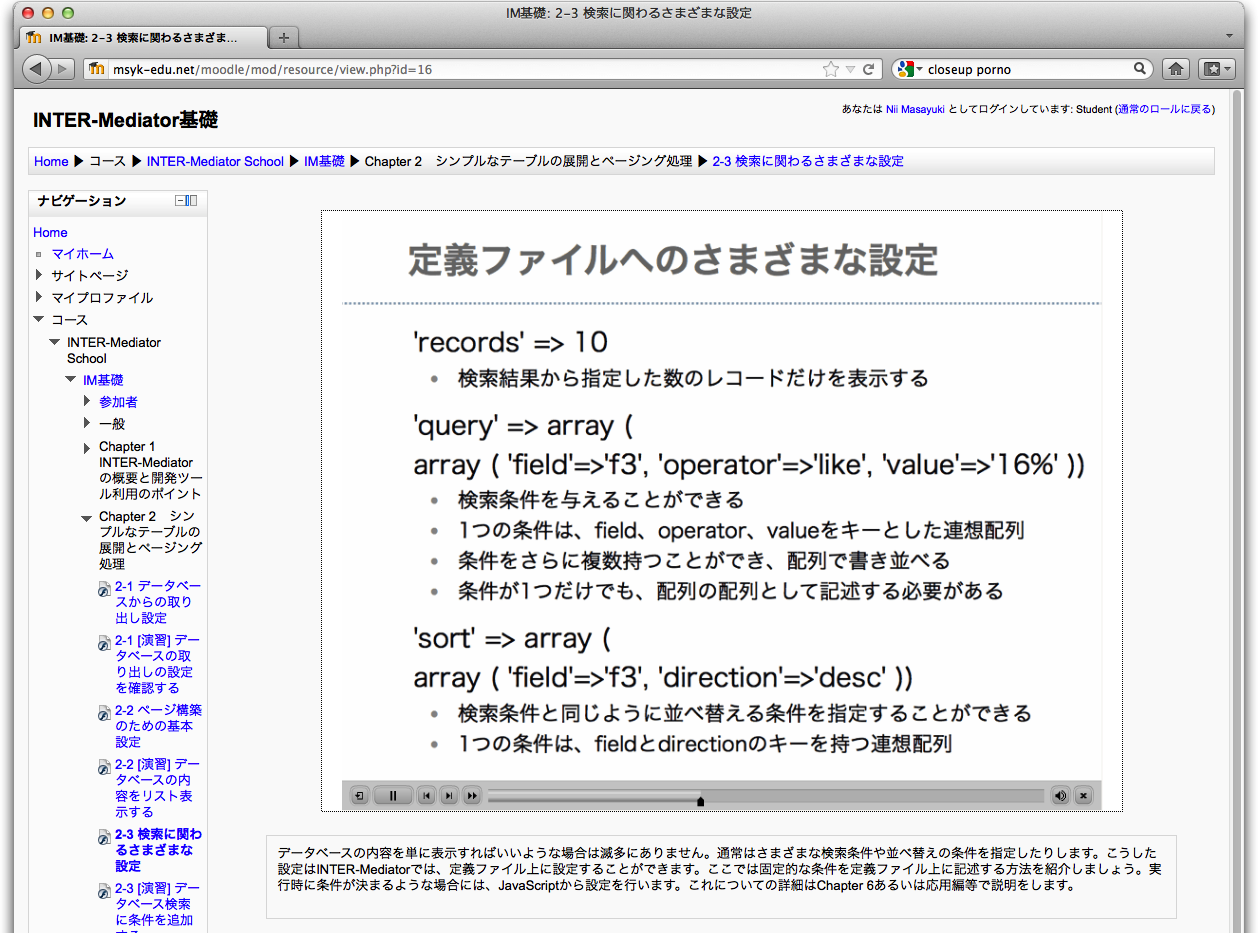 IM基礎: 2-3 検索に関わるさまざまな設定
IM基礎: 2-3 検索に関わるさまざま...
msyk-edu.net/moodle/mod/resource/view.php?id=16
closeup porno
INTER-Mediator基礎
あなたは Nii Masayuki としてログインしています: Student (通常のロールに戻る)
Home ▶ コース ▶ INTER-Mediator School ▶ IM基礎 ▶ Chapter 2　シンプルなテーブルの展開とページング処理 ▶ 2-3 検索に関わるさまざまな設定
ナビゲーション
Home
マイホーム
サイトページ
マイプロファイル
コース
INTER-Mediator
School
IM基礎
参加者
一般
Chapter 1
INTER-Mediator
の概要と開発ツー
ル利用のポイント
Chapter 2　シン
プルなテーブルの
展開とページング
処理
2-1 データベー
スからの取り
出し設定
2-1 [演習] デー
タベースの取
り出しの設定
を確認する
2-2 ページ構築
のための基本
設定
2-2 [演習] デー
タベースの内
容をリスト表
示する
2-3 検索に関わ
るさまざまな
設定
2-3 [演習] デー
タベース検索
に条件を追加
する
定義ファイルへのさまざまな設定
'records' => 10
• 検索結果から指定した数のレコードだけを表示する
'query' => array (
array ( 'field'=>'f3', 'operator'=>'like', 'value'=>'16%' ))
• 検索条件を与えることができる
• 1つの条件は、field、operator、valueをキーとした連想配列
• 条件をさらに複数持つことができ、配列で書き並べる
• 条件が1つだけでも、配列の配列として記述する必要がある
'sort' => array (
array ( 'field'=>'f3', 'direction'=>'desc' ))
• 検索条件と同じように並べ替える条件を指定することができる
• 1つの条件は、fieldとdirectionのキーを持つ連想配列
データベースの内容を単に表示すればいいような場合は滅多にありません。通常はさまざまな検索条件や並べ替えの条件を指定したりします。こうした
設定はINTER-Mediatorでは、定義ファイル上に設定することができます。ここでは固定的な条件を定義ファイル上に記述する方法を紹介しましょう。実
行時に条件が決まるような場合には、JavaScriptから設定を行います。これについての詳細はChapter 6あるいは応用編等で説明をします。